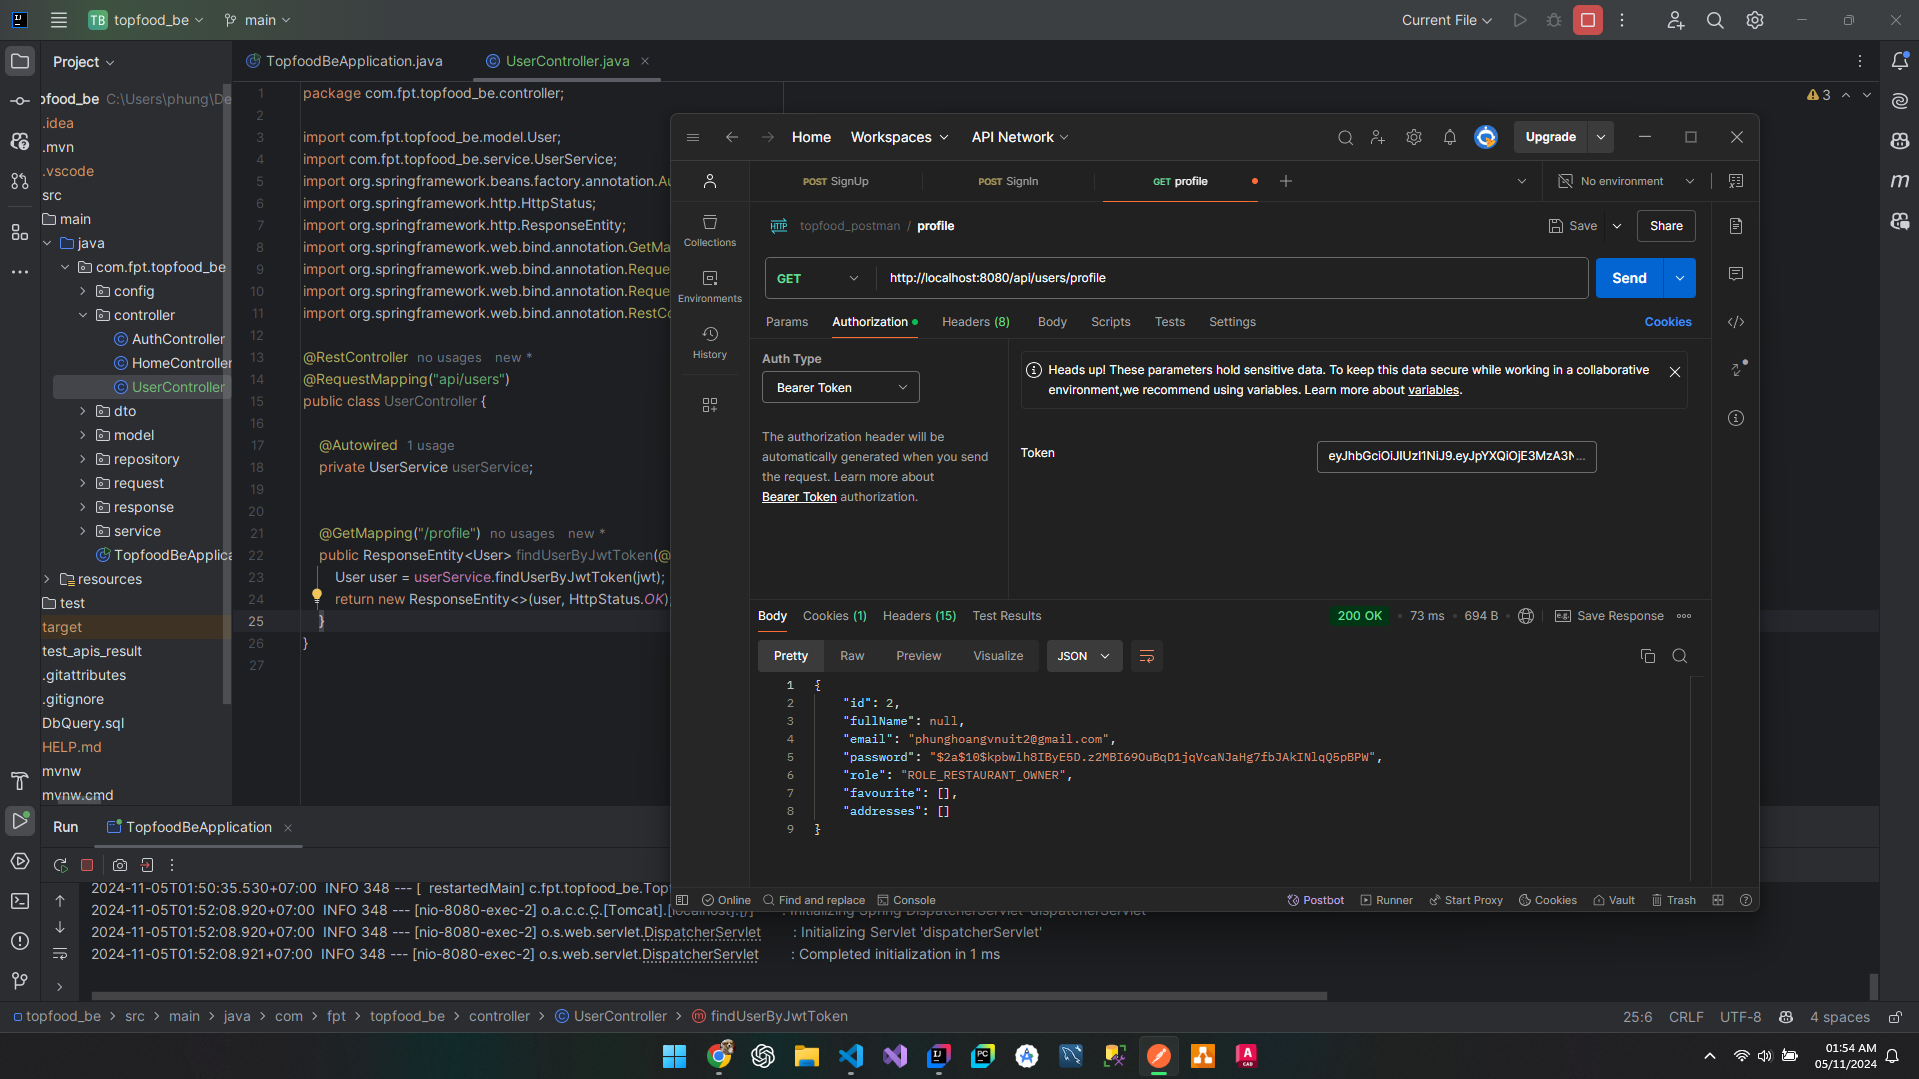 TB topfood_be main
Current File
Project
TopfoodBeApplication.java
UserController.java
pfood_be C:\Users\phung\De
.idea
.mvn
.vscode
src
main
java
com.fpt.topfood_be
config
controller
AuthController
HomeController
UserController
dto
model
repository
request
response
service
TopfoodBeApplica
resources
test
target
test_apis_result
.gitattributes
.gitignore
DbQuery.sql
HELP.md
mvnw
mvnw.cmd
3
1 package com.fpt.topfood_be.controller;
2
3 import com.fpt.topfood_be.model.User;
4 import com.fpt.topfood_be.service.UserService;
5 import org.springframework.beans.factory.annotation.Au
6 import org.springframework.http.HttpStatus;
7 import org.springframework.http.ResponseEntity;
8 import org.springframework.web.bind.annotation.GetMa
9 import org.springframework.web.bind.annotation.Reque
10 import org.springframework.web.bind.annotation.Reque
11 import org.springframework.web.bind.annotation.RestCo
12
13 @RestController no usages new *
14 @RequestMapping("api/users")
15 public class UserController {
16
17 @Autowired 1 usage
18 private UserService userService;
19
20
21 @GetMapping("/profile") no usages new *
22 public ResponseEntity<User> findUserByJwtToken(@
23 User user = userService.findUserByJwtToken(jwt);
24 return new ResponseEntity<>(user, HttpStatus.OK);
25 }
26 }
27
Home Workspaces API Network
Upgrade
POST SignUp
POST SignIn
GET profile
No environment
Collections
Environments
History
HTTP topfood_postman / profile
Save
Share
GET http://localhost:8080/api/users/profile
Send
Params Authorization Headers (8) Body Scripts Tests Settings
Cookies
Auth Type
Bearer Token
The authorization header will be
automatically generated when you send
the request. Learn more about
Bearer Token authorization.
Heads up! These parameters hold sensitive data. To keep this data secure while working in a collaborative
environment,we recommend using variables. Learn more about variables.
Token
eyJhbGciOiJIUzI1NiJ9.eyJpYXQiOjE3MzA3N...
Body Cookies (1) Headers (15) Test Results
200 OK 73 ms 694 B
Save Response
Pretty Raw Preview Visualize JSON
1 {
2 "id": 2,
3 "fullName": null,
4 "email": "phunghoangvnuit2@gmail.com",
5 "password": "$2a$10$kpbwlh8IByE5D.z2MBI69OuBqD1jqVcaNJaHg7fbJAkINlqQ5pBPW",
6 "role": "ROLE_RESTAURANT_OWNER",
7 "favourite": [],
8 "addresses": []
9 }
Online Find and replace Console
Postbot Runner Start Proxy Cookies Vault Trash
Run TopfoodBeApplication
2024-11-05T01:50:35.530+07:00 INFO 348 --- [ restartedMain] c.fpt.topfood_be.Top
2024-11-05T01:52:08.920+07:00 INFO 348 --- [nio-8080-exec-2] o.a.c.c.C.[Tomcat].[localhost].[/] : Initializing Spring DispatcherServlet 'dispatcherServlet'
2024-11-05T01:52:08.920+07:00 INFO 348 --- [nio-8080-exec-2] o.s.web.servlet.DispatcherServlet : Initializing Servlet 'dispatcherServlet'
2024-11-05T01:52:08.921+07:00 INFO 348 --- [nio-8080-exec-2] o.s.web.servlet.DispatcherServlet : Completed initialization in 1 ms
topfood_be > src > main > java > com > fpt > topfood_be > controller > UserController > findUserByJwtToken
25:6 CRLF UTF-8 4 spaces
01:54 AM
05/11/2024